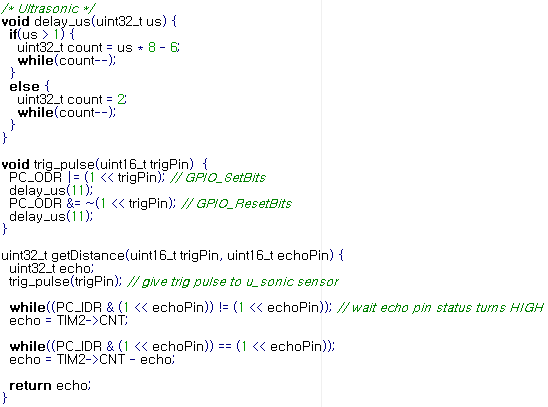 /* Ultrasonic */
void delay_us(uint32_t us) {
  if(us > 1) {
    uint32_t count = us * 8 - 6;
    while(count--);
  }
  else {
    uint32_t count = 2;
    while(count--);
  }
}

void trig_pulse(uint16_t trigPin)  {
  PC_ODR |= (1 << trigPin); // GPIO_SetBits
  delay_us(11);
  PC_ODR &= ~(1 << trigPin); // GPIO_ResetBits
  delay_us(11);
}

uint32_t getDistance(uint16_t trigPin, uint16_t echoPin) {
  uint32_t echo;
  trig_pulse(trigPin); // give trig pulse to u_sonic sensor

  while((PC_IDR & (1 << echoPin)) != (1 << echoPin)); // wait echo pin status turns HIGH
  echo = TIM2->CNT;

  while((PC_IDR & (1 << echoPin)) == (1 << echoPin));
  echo = TIM2->CNT - echo;

  return echo;
}